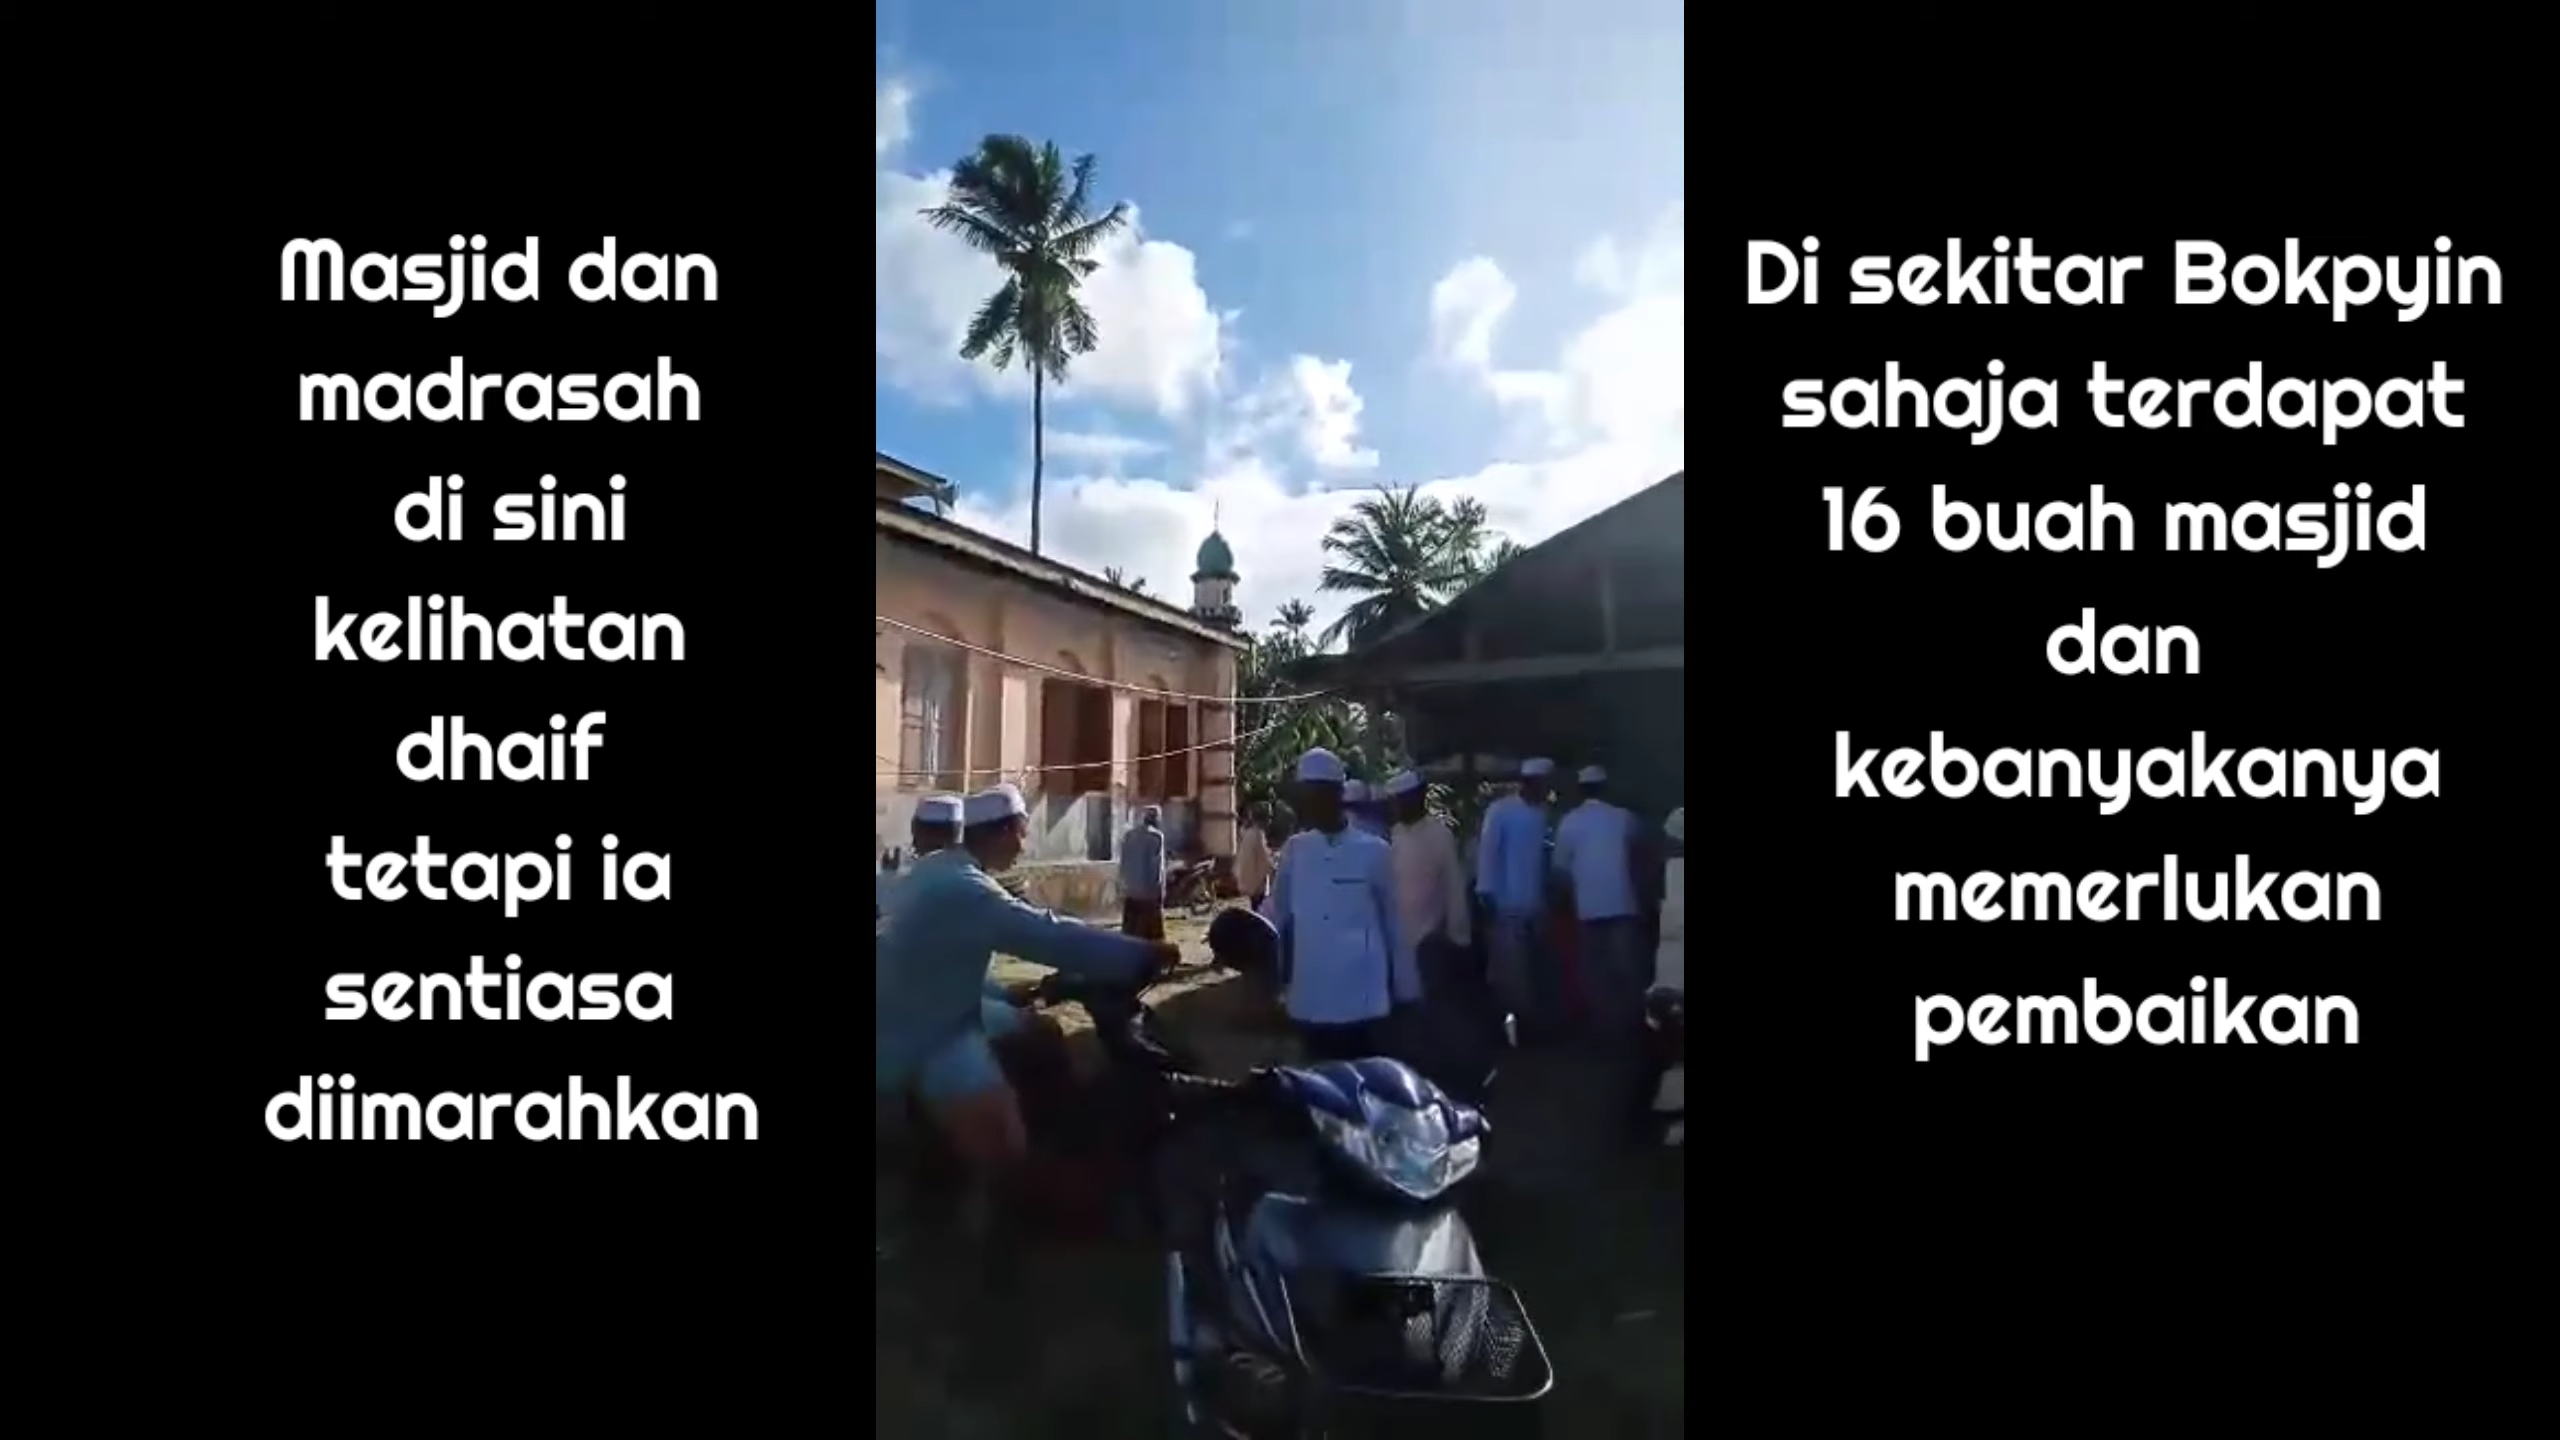 Masjid dan
madrasah
di sini
kelihatan
dhaif
tetapi ia
sentiasa
diimarahkan
Di sekitar Bokpyin
sahaja terdapat
16 buah masjid
dan
kebanyakanya
memerlukan
pembaikan